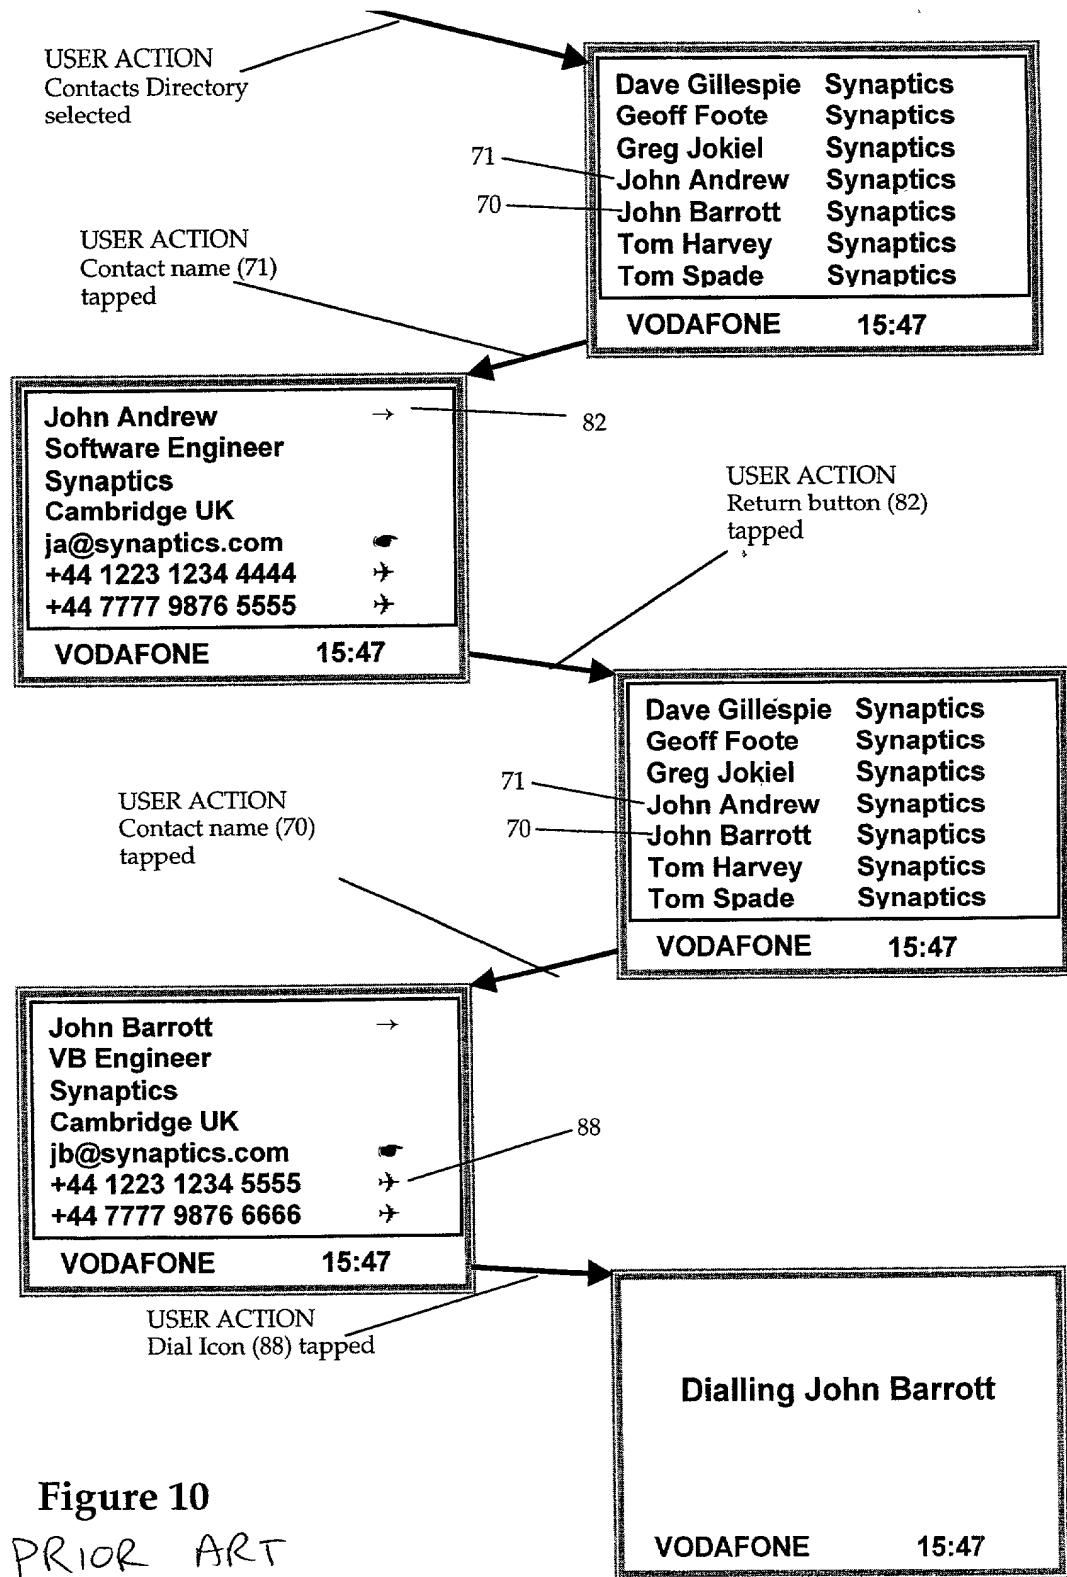 USER ACTION
Contacts Directory
selected
Dave Gillespie Synaptics
Geoff Foote Synaptics
Greg Jokiel Synaptics
71
John Andrew Synaptics
70
John Barrott Synaptics
Tom Harvey Synaptics
Tom Spade Synaptics
VODAFONE 15:47
USER ACTION
Contact name (71)
tapped
John Andrew →
82
Software Engineer
Synaptics
Cambridge UK
ja@synaptics.com
+44 1223 1234 4444
+44 7777 9876 5555
VODAFONE 15:47
USER ACTION
Return button (82)
tapped
Dave Gillespie Synaptics
Geoff Foote Synaptics
Greg Jokiel Synaptics
71
John Andrew Synaptics
70
John Barrott Synaptics
Tom Harvey Synaptics
Tom Spade Synaptics
VODAFONE 15:47
USER ACTION
Contact name (70)
tapped
John Barrott →
VB Engineer
Synaptics
Cambridge UK
jb@synaptics.com
88
+44 1223 1234 5555
+44 7777 9876 6666
VODAFONE 15:47
USER ACTION
Dial Icon (88) tapped
Dialling John Barrott
VODAFONE 15:47
Figure 10
PRIOR ART